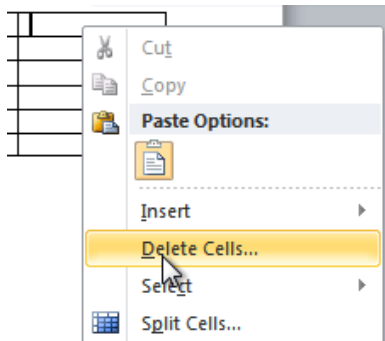 Cut
Copy
Paste Options:
Insert
Delete Cells...
Select
Split Cells...